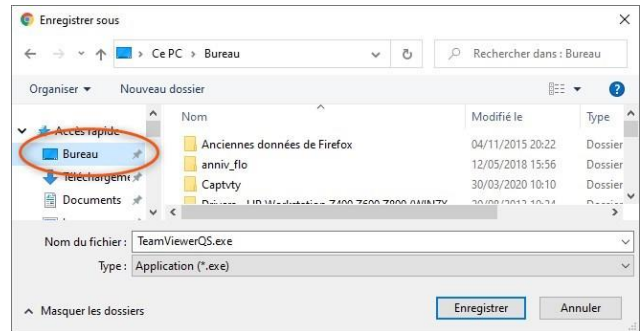 Enregistrer sous
Ce PC > Bureau
Rechercher dans : Bureau
Organiser
Nouveau dossier
Nom
Modifié le
Type
Accès rapide
Bureau
Téléchargeme
Documents
Anciennes données de Firefox
04/11/2015 20:22
Dossier
anniv_flo
12/05/2018 15:56
Dossier
Captvty
30/03/2020 10:10
Dossier
Nom du fichier : TeamViewerQS.exe
Type : Application (*.exe)
Masquer les dossiers
Enregistrer
Annuler